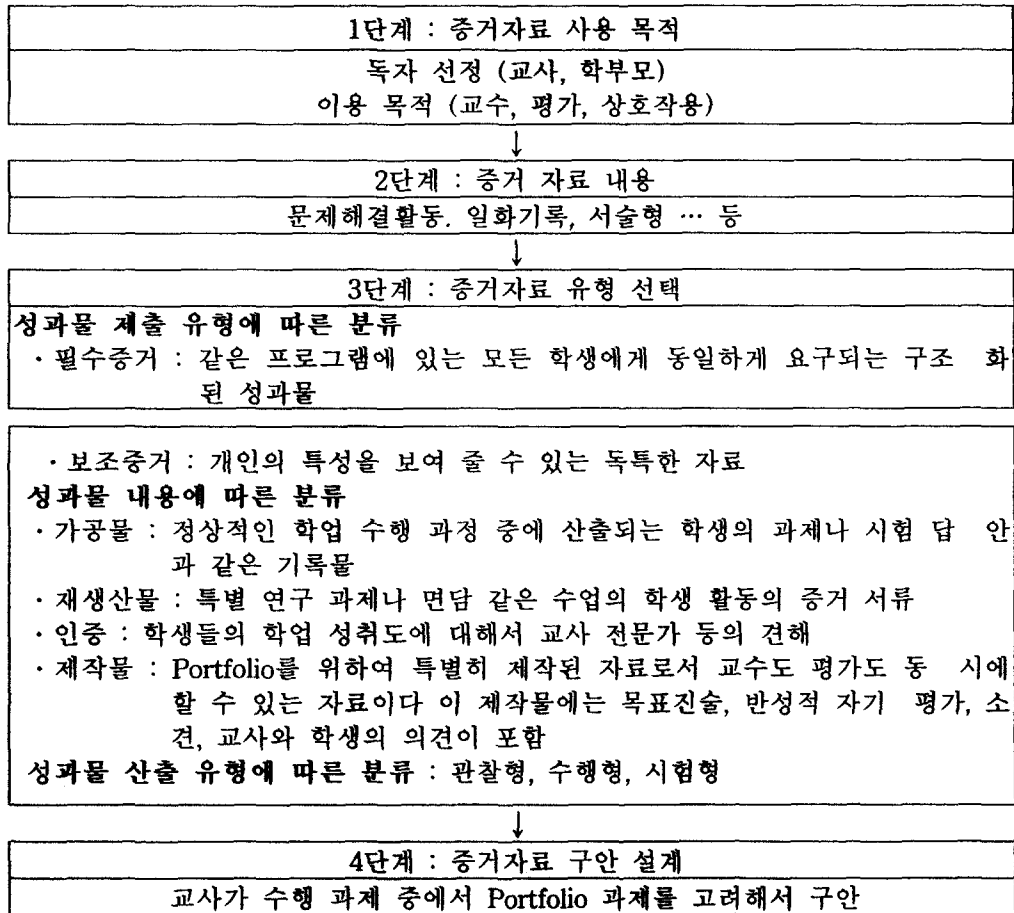 1단계 : 증거자료 사용 목적
독자 선정 (교사, 학부모)
이용 목적 (교수, 평가, 상호작용)
↓
2단계 : 증거 자료 내용
문제해결활동. 일화기록, 서술형 … 등
↓
3단계 : 증거자료 유형 선택
성과물 제출 유형에 따른 분류
· 필수증거 : 같은 프로그램에 있는 모든 학생에게 동일하게 요구되는 구조 화
된 성과물
· 보조증거 : 개인의 특성을 보여 줄 수 있는 독특한 자료
성과물 내용에 따른 분류
· 가공물 : 정상적인 학업 수행 과정 중에 산출되는 학생의 과제나 시험 답 안
과 같은 기록물
· 재생산물 : 특별 연구 과제나 면담 같은 수업의 학생 활동의 증거 서류
· 인증 : 학생들의 학업 성취도에 대해서 교사 전문가 등의 견해
· 제작물 : Portfolio를 위하여 특별히 제작된 자료로서 교수도 평가도 동 시에
할 수 있는 자료이다 이 제작물에는 목표진술, 반성적 자기 평가, 소
견, 교사와 학생의 의견이 포함
성과물 산출 유형에 따른 분류 : 관찰형, 수행형, 시험형
↓
4단계 : 증거자료 구안 설계
교사가 수행 과제 중에서 Portfolio 과제를 고려해서 구안